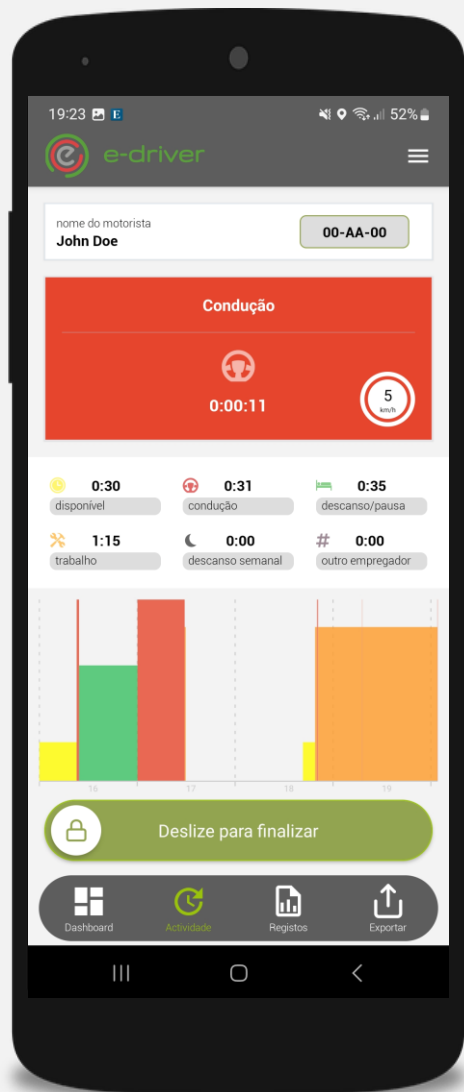 19:23 E 52%
e e-driver
nome do motorista
John Doe
00-AA-00
Condução
0:00:11
5
km/h
0:30 0:31 0:35
disponível condução descanso/pausa
1:15 0:00 # 0:00
trabalho descanso semanal outro empregador
16 17 18 19
Deslize para finalizar
Dashboard Actividade Registos Exportar